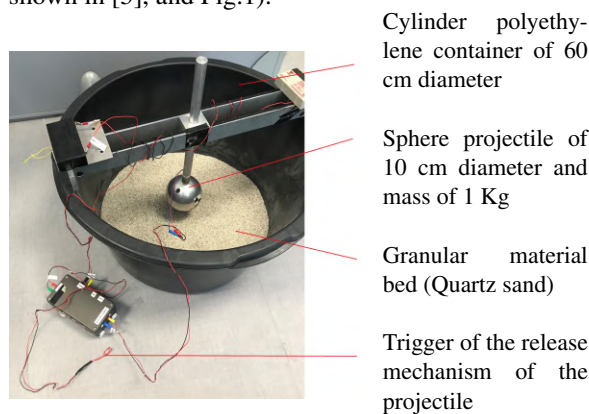 shown in [5], and Fig.1).
Cylinder polyethy-
lene container of 60
cm diameter
Sphere projectile of
10 cm diameter and
mass of 1 Kg
Granular material
bed (Quartz sand)
Trigger of the release
mechanism of the
projectile